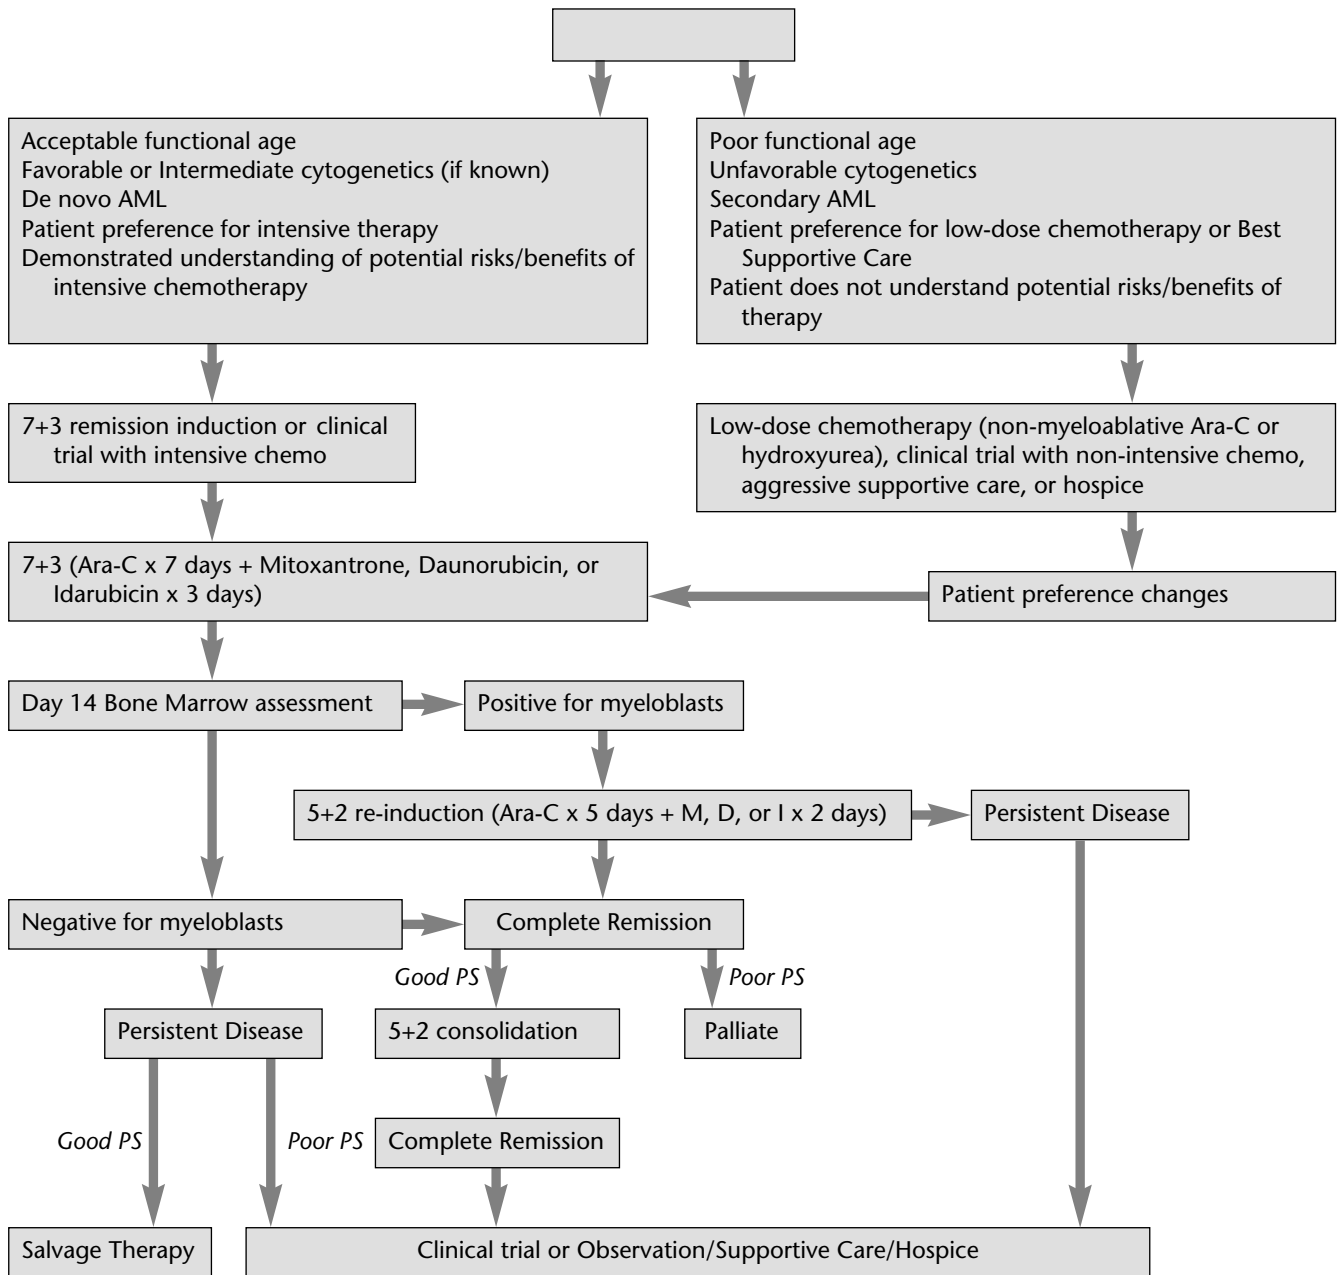 Acceptable functional age
Favorable or Intermediate cytogenetics (if known)
De novo AML
Patient preference for intensive therapy
Demonstrated understanding of potential risks/benefits of
intensive chemotherapy
Poor functional age
Unfavorable cytogenetics
Secondary AML
Patient preference for low-dose chemotherapy or Best
Supportive Care
Patient does not understand potential risks/benefits of
therapy
7+3 remission induction or clinical
trial with intensive chemo
Low-dose chemotherapy (non-myeloablative Ara-C or
hydroxyurea), clinical trial with non-intensive chemo,
aggressive supportive care, or hospice
7+3 (Ara-C x 7 days + Mitoxantrone, Daunorubicin, or
Idarubicin x 3 days)
Patient preference changes
Day 14 Bone Marrow assessment
Positive for myeloblasts
5+2 re-induction (Ara-C x 5 days + M, D, or I x 2 days)
Persistent Disease
Negative for myeloblasts
Complete Remission
Good PS
Poor PS
Persistent Disease
5+2 consolidation
Palliate
Good PS
Poor PS
Complete Remission
Salvage Therapy
Clinical trial or Observation/Supportive Care/Hospice